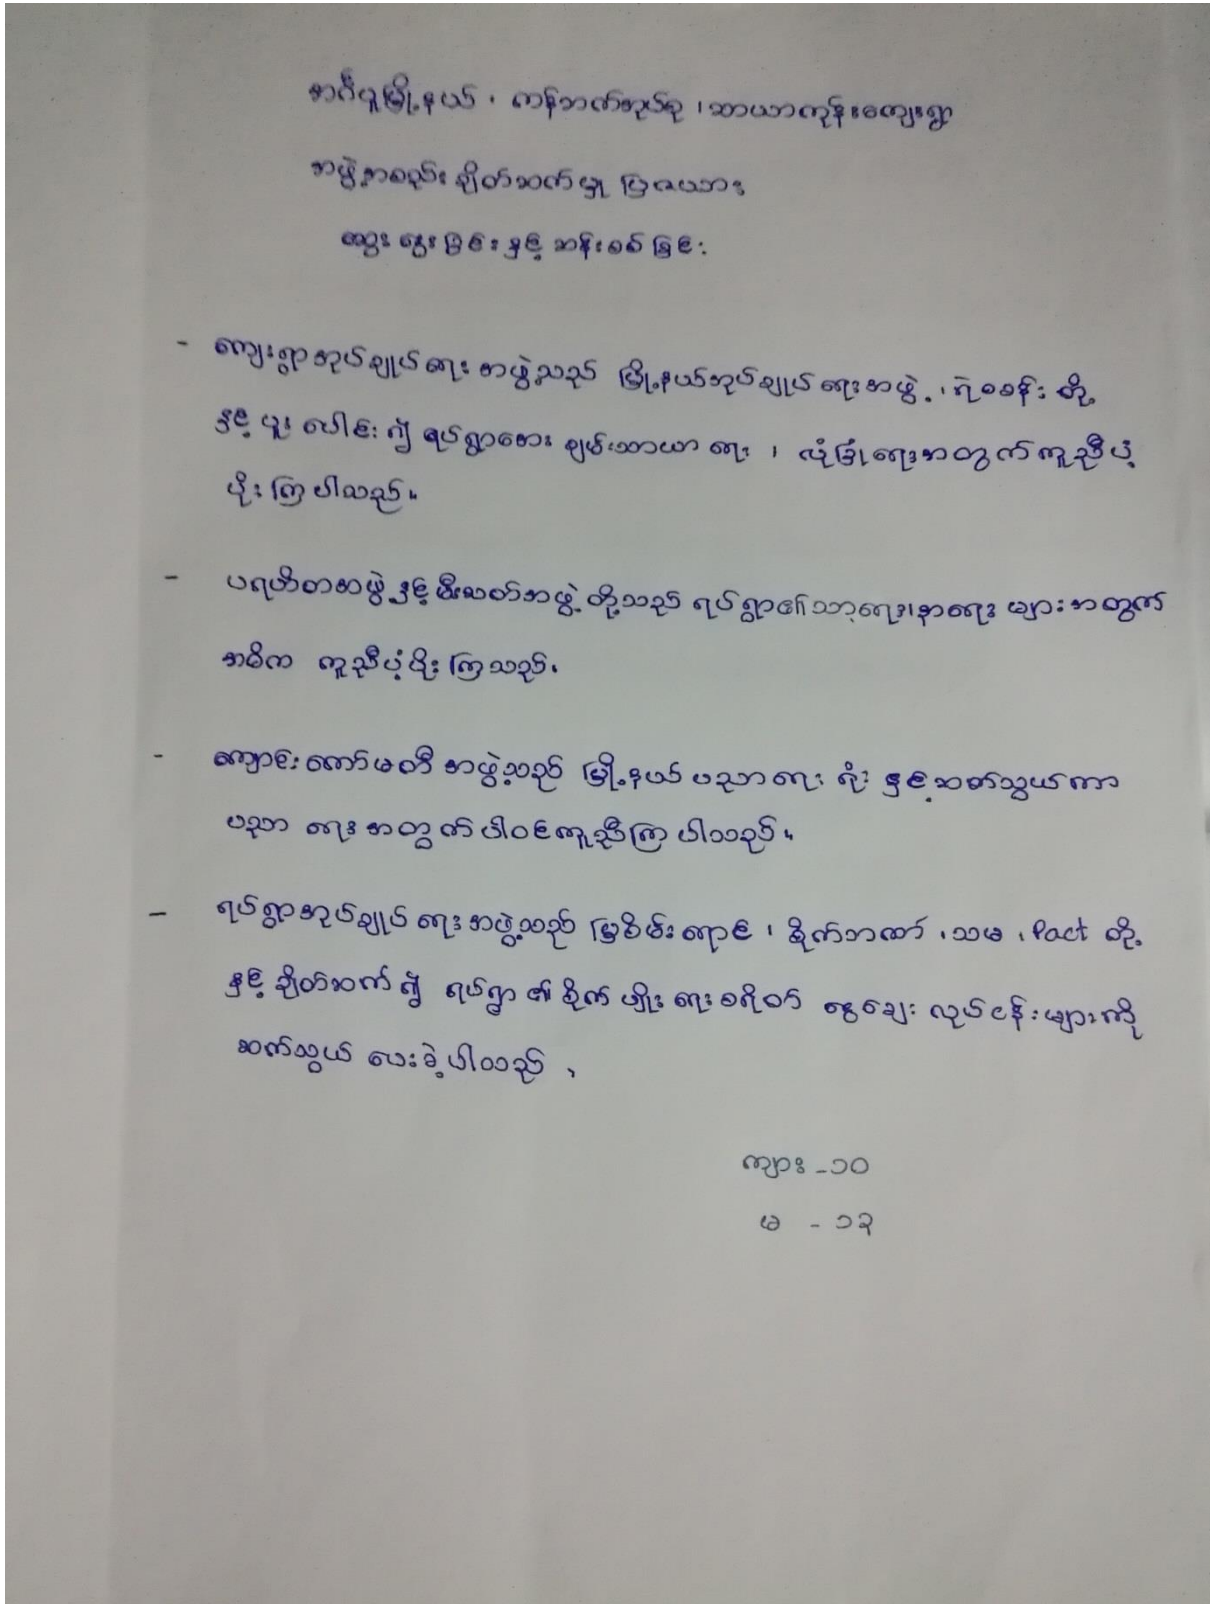 အင်္ဂပူမြို့နယ် ၊ ကန်ဘက်အုပ်စု ၊ သာယာကုန်းကျေးရွာ
အဖွဲ့အစည်း ချိတ်ဆက်မှု ပြဇယား
ဆွေးနွေးခြင်းနှင့် ဆန်းစစ်ခြင်း
- ကျေးရွာအုပ်ချုပ်ရေးအဖွဲ့သည် မြို့နယ်အုပ်ချုပ်ရေးအဖွဲ့ ၊ ရဲစခန်း တို့
နှင့် ပူးပေါင်း၍ ရပ်ရွာအေးချမ်းသာယာရေး ၊ လုံခြုံရေးအတွက်ကူညီပံ့
ပိုးကြပါသည်။
- ပရဟိတအဖွဲ့နှင့်မီးသတ်အဖွဲ့တို့သည် ရပ်ရွာ၏သာရေး၊နာရေး များအတွက်
အဓိက ကူညီပံ့ပိုးကြသည်.
- ကျောင်းကော်မတီ အဖွဲ့သည် မြို့နယ်ပညာရေးရုံး နှင့်ဆက်သွယ်ကာ
ပညာရေးအတွက်ပါဝင်ကူညီကြပါသည်။
- ရပ်ရွာအုပ်ချုပ်ရေးအဖွဲ့သည် မြစိမ်းရောင် ၊ စိုက်ဘဏ် ၊ သမ ၊ Pact တို့
နှင့် ချိတ်ဆက်၍ ရပ်ရွာ၏ စိုက်ပျိုးရေးစရိတ် ငွေချေးလုပ်ငန်းများကို
ဆက်သွယ်ပေးခဲ့ပါသည် ၊
ကျား - ၁၀
မ - ၁၃